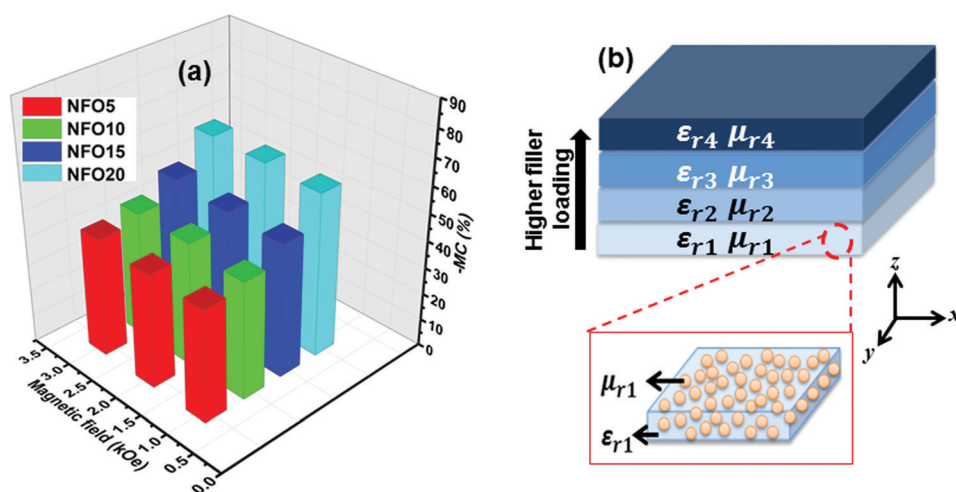 (a)
NFO5
NFO10
NFO15
NFO20
90
80
70
60
50
40
30
20
10
0
-MC (%)
3.5
3.0
2.5
2.0
1.5
1.0
0.5
0.0
Magnetic field (kOe)
(b)
Higher filler
loading
εr4 μr4
εr3 μr3
εr2 μr2
εr1 μr1
z
x
y
μr1
εr1